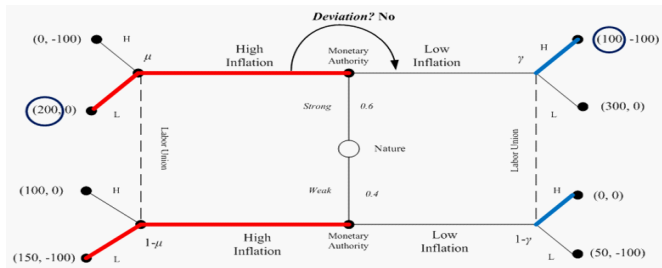 Deviation? No
(0, -100)
H
μ
High
Inflation
Monetary
Authority
Low
Inflation
γ
H
(100, -100)
(200, 0)
L
Strong
0.6
L
(300, 0)
Labor Union
Nature
Labor Union
(100, 0)
H
Weak
0.4
H
(0, 0)
(150, -100)
L
1-μ
High
Inflation
Monetary
Authority
Low
Inflation
1-γ
L
(50, -100)